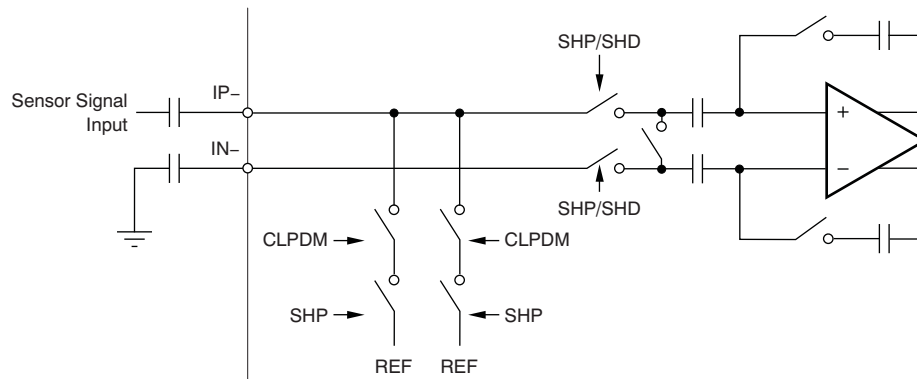 SHP/SHD
IP–
Sensor Signal
Input
+
IN–
–
SHP/SHD
CLPDM
CLPDM
SHP
SHP
REF
REF